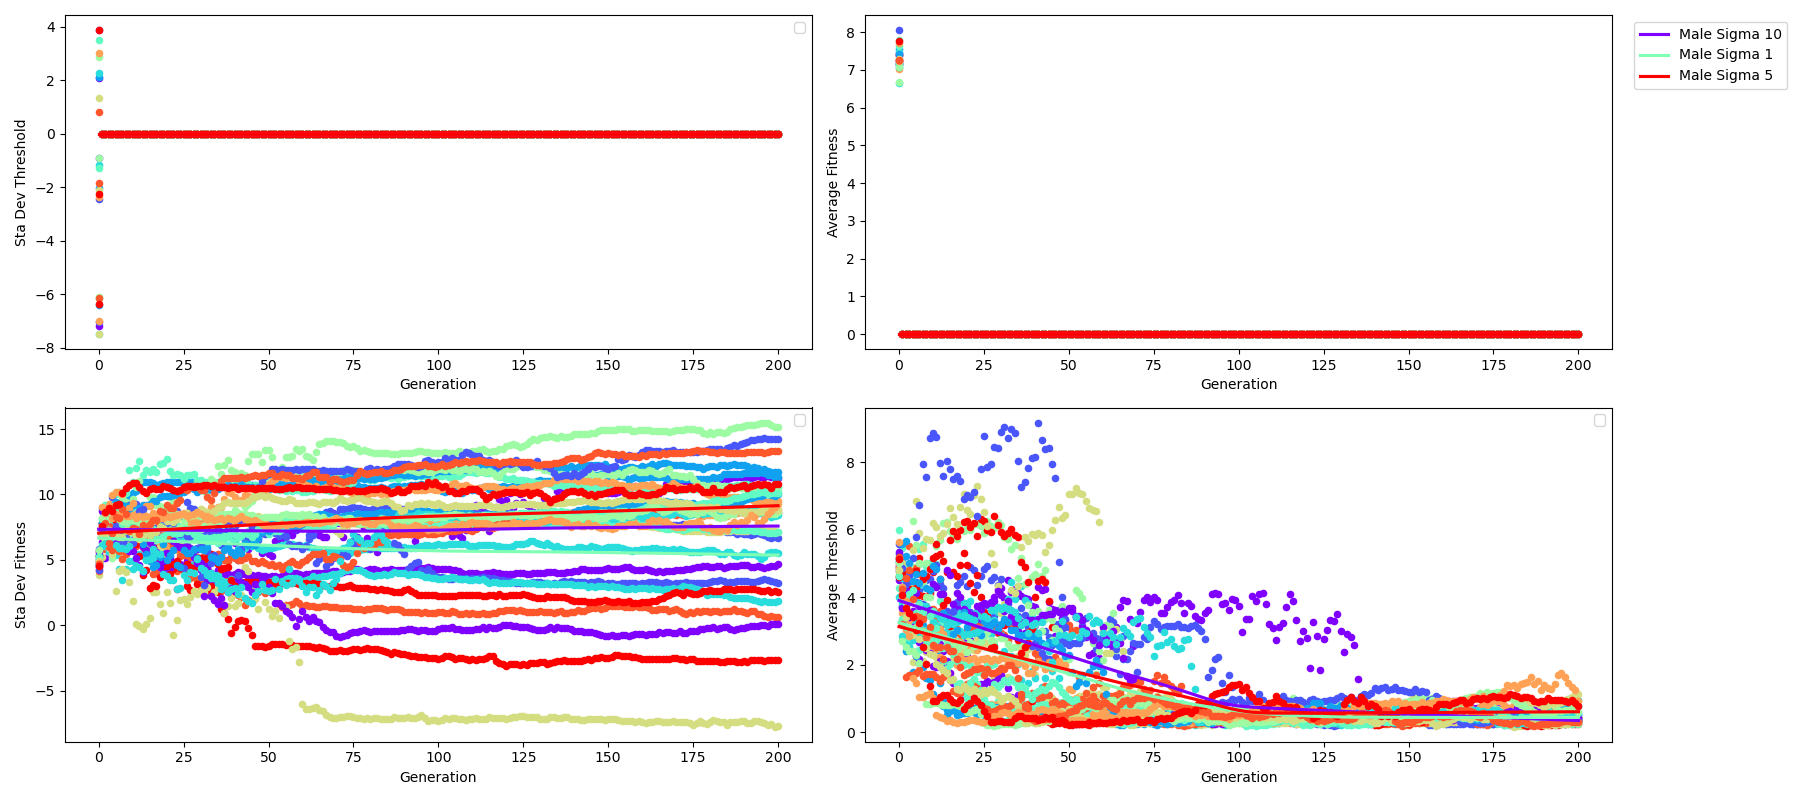 4
2
0
−2
−4
−6
−8
Sta Dev Threshold
0 25 50 75 100 125 150 175 200
Generation
8
7
6
5
4
3
2
1
0
Average Fitness
0 25 50 75 100 125 150 175 200
Generation
Male Sigma 10
Male Sigma 1
Male Sigma 5
15
10
5
0
−5
Sta Dev Fitness
0 25 50 75 100 125 150 175 200
Generation
8
6
4
2
0
Average Threshold
0 25 50 75 100 125 150 175 200
Generation